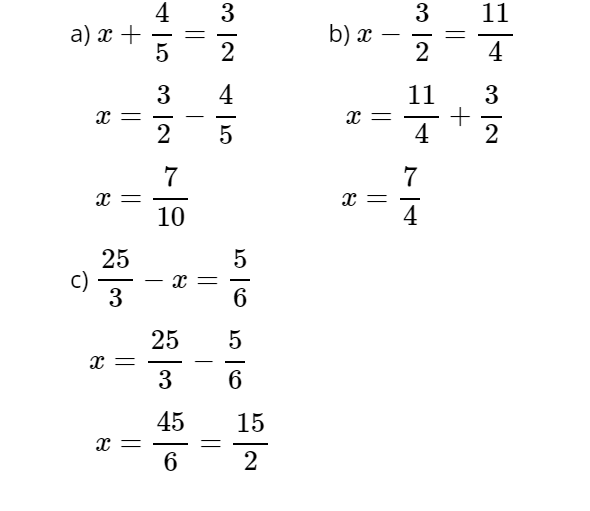 a) x + 4/5 = 3/2
x = 3/2 − 4/5
x = 7/10
b) x − 3/2 = 11/4
x = 11/4 + 3/2
x = 7/4
c) 25/3 − x = 5/6
x = 25/3 − 5/6
x = 45/6 = 15/2